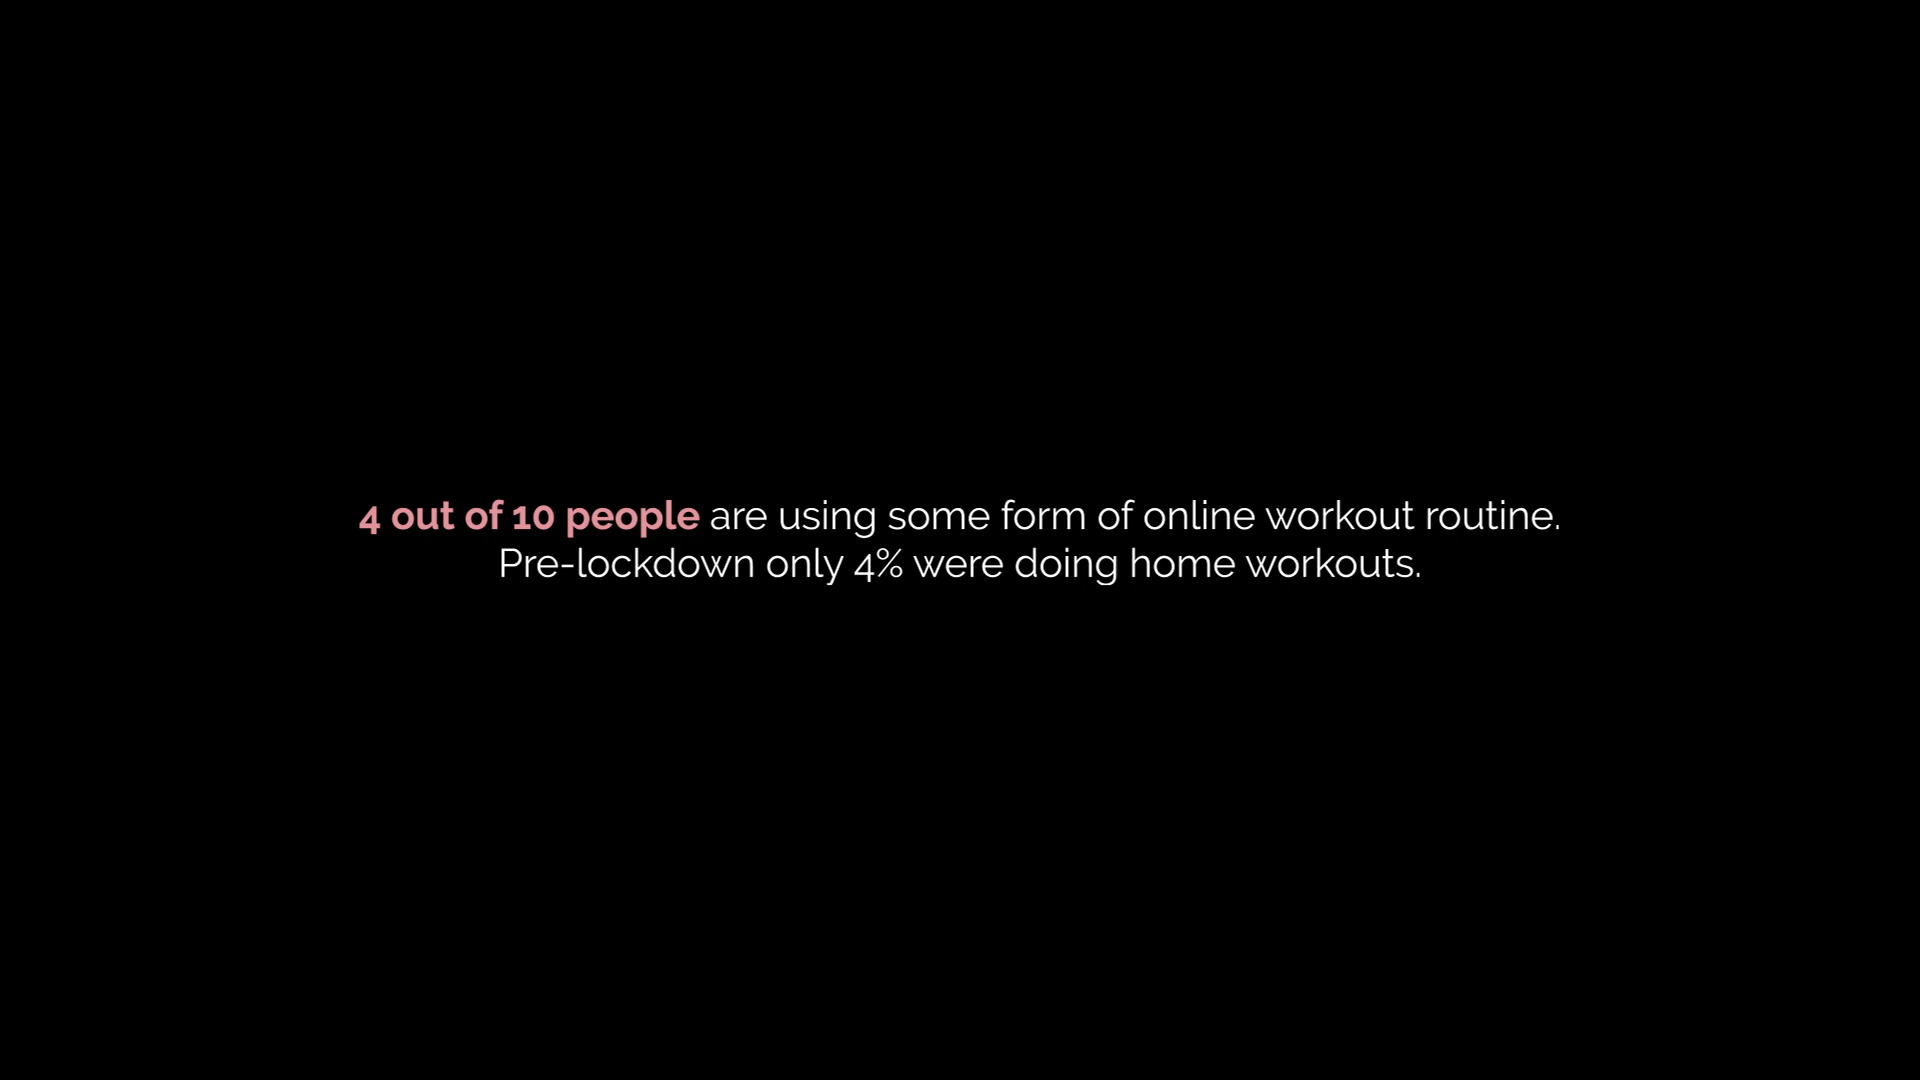 4 out of 10 people are using some form of online workout routine.
Pre-lockdown only 4% were doing home workouts.